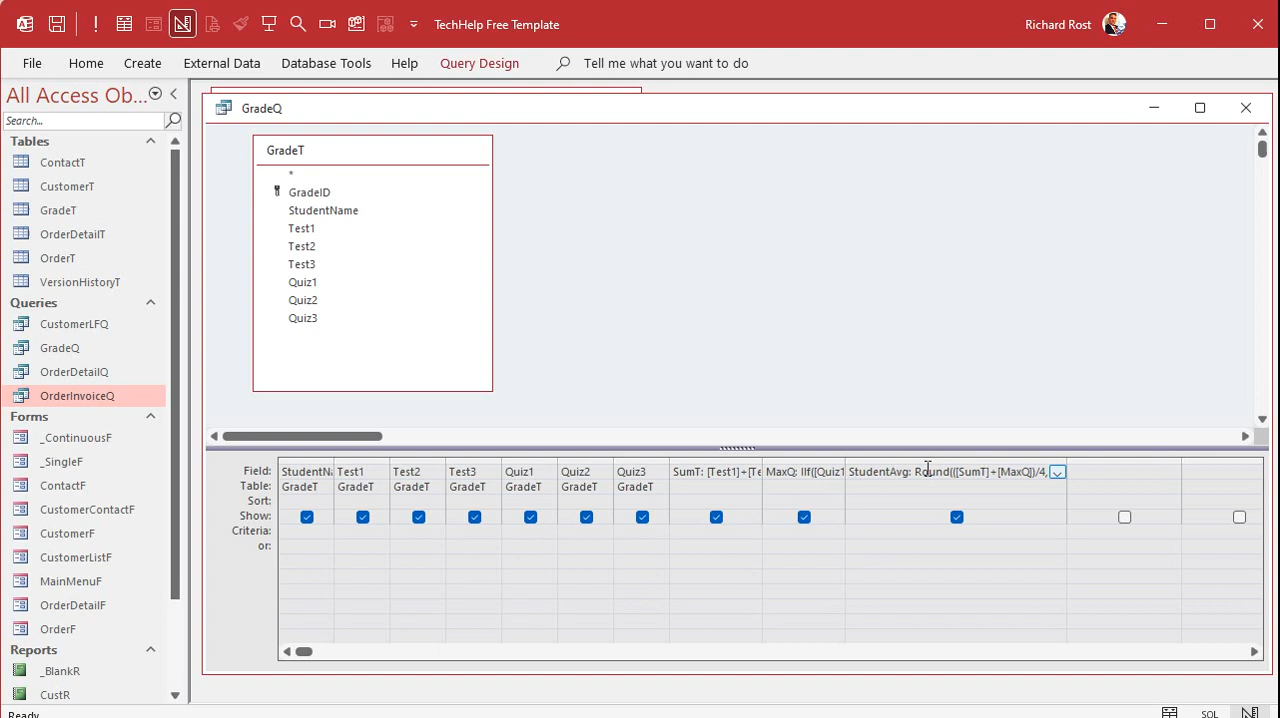 TechHelp Free Template
Richard Rost
File
Home
Create
External Data
Database Tools
Help
Query Design
Tell me what you want to do
All Access Ob...
Search...
Tables
ContactT
CustomerT
GradeT
OrderDetailT
OrderT
VersionHistoryT
Queries
CustomerLFQ
GradeQ
OrderDetailQ
OrderInvoiceQ
Forms
_ContinuousF
_SingleF
ContactF
CustomerContactF
CustomerF
CustomerListF
MainMenuF
OrderDetailF
OrderF
Reports
_BlankR
CustR
Ready
GradeQ
GradeT
*
GradeID
StudentName
Test1
Test2
Test3
Quiz1
Quiz2
Quiz3
Field: StudentNa Test1 Test2 Test3 Quiz1 Quiz2 Quiz3 SumT: [Test1]+[Te MaxQ: IIf([Quiz1 StudentAvg: Round(([SumT]+[MaxQ])/4,
Table: GradeT GradeT GradeT GradeT GradeT GradeT GradeT
Sort:
Show:
Criteria:
or:
SQL